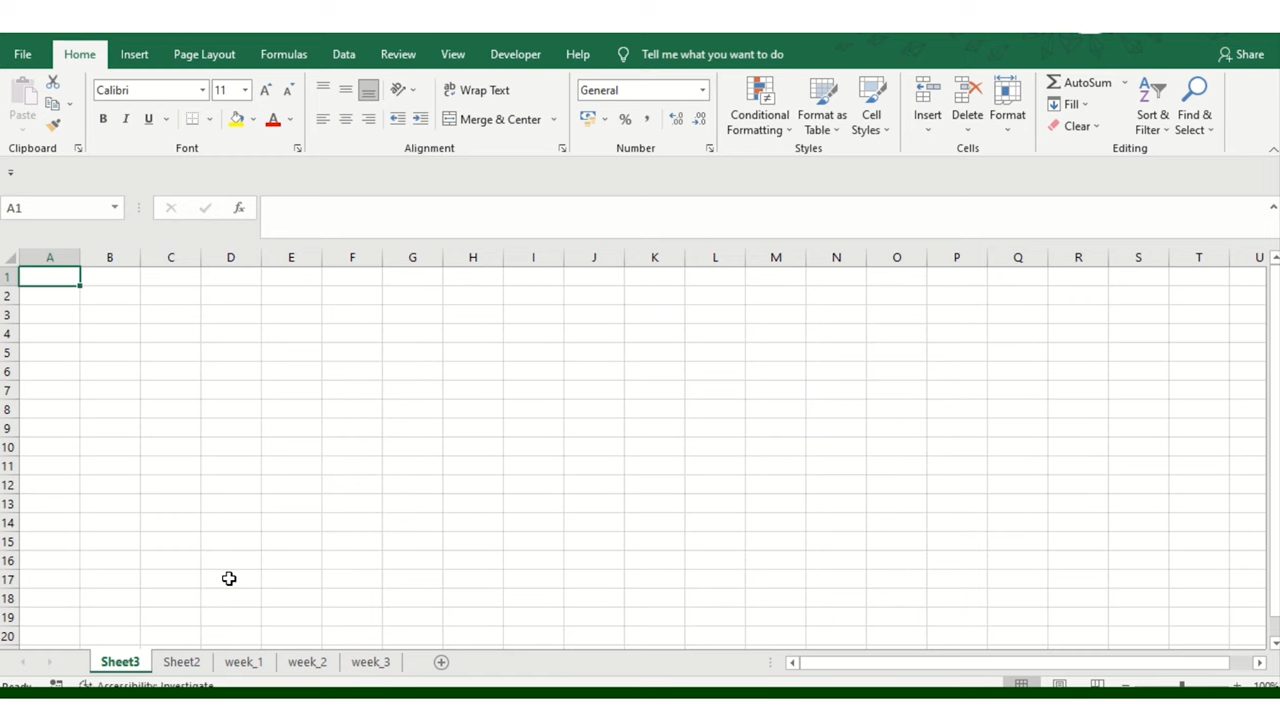 File Home Insert Page Layout Formulas Data Review View Developer Help Tell me what you want to do Share
Calibri 11 Wrap Text General AutoSum
Paste B I U Merge & Center % , Conditional Formatting Format as Table Cell Styles Insert Delete Format Fill Clear Sort & Filter Find & Select
Clipboard Font Alignment Number Styles Cells Editing
A1 fx
A B C D E F G H I J K L M N O P Q R S T U
1
2
3
4
5
6
7
8
9
10
11
12
13
14
15
16
17
18
19
20
Sheet3 Sheet2 week_1 week_2 week_3
Ready Accessibility: Investigate 100%